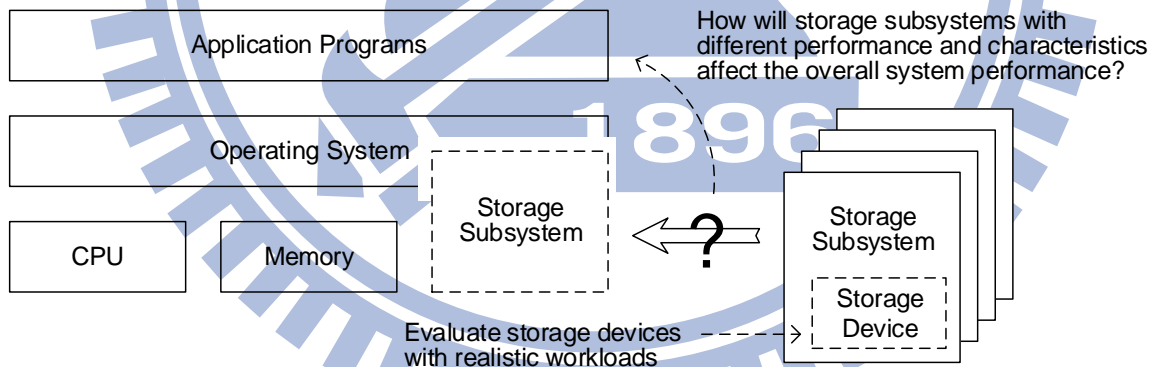 Application Programs
How will storage subsystems with
different performance and characteristics
affect the overall system performance?
1896
Operating System
Storage
Subsystem
?
Storage
Subsystem
CPU
Memory
Storage
Device
Evaluate storage devices
with realistic workloads